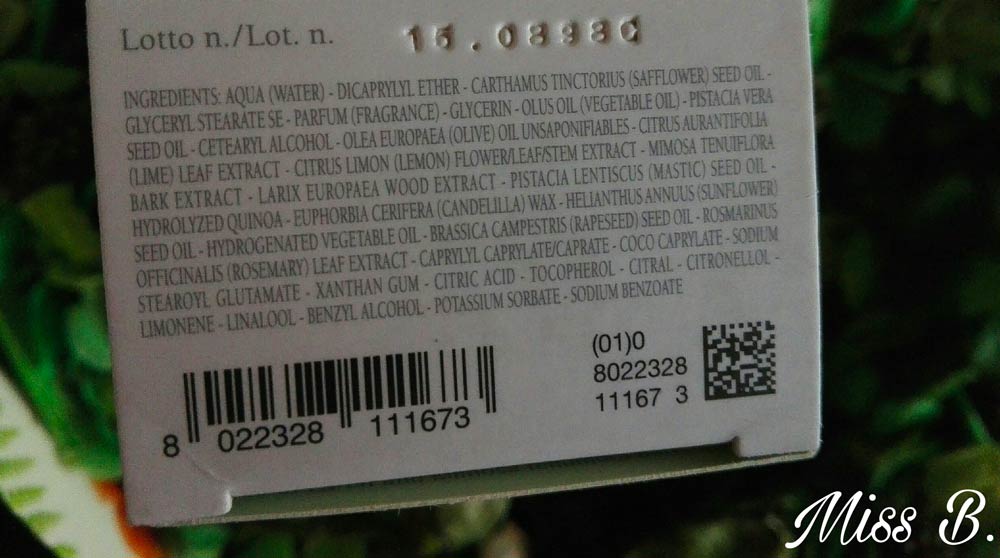 Lotto n./Lot. n. 15.0898C
INGREDIENTS: AQUA (WATER) - DICAPRYLYL ETHER - CARTHAMUS TINCTORIUS (SAFFLOWER) SEED OIL -
GLYCERYL STEARATE SE - PARFUM (FRAGRANCE) - GLYCERIN - OLUS OIL (VEGETABLE OIL) - PISTACIA VERA
SEED OIL - CETEARYL ALCOHOL - OLEA EUROPAEA (OLIVE) OIL UNSAPONIFIABLES - CITRUS AURANTIFOLIA
(LIME) LEAF EXTRACT - CITRUS LIMON (LEMON) FLOWER/LEAF/STEM EXTRACT - MIMOSA TENUIFLORA
BARK EXTRACT - LARIX EUROPAEA WOOD EXTRACT - PISTACIA LENTISCUS (MASTIC) SEED OIL -
HYDROLYZED QUINOA - EUPHORBIA CERIFERA (CANDELILLA) WAX - HELIANTHUS ANNUUS (SUNFLOWER)
SEED OIL - HYDROGENATED VEGETABLE OIL - BRASSICA CAMPESTRIS (RAPESEED) SEED OIL - ROSMARINUS
OFFICINALIS (ROSEMARY) LEAF EXTRACT - CAPRYLYL CAPRYLATE/CAPRATE - COCO CAPRYLATE - SODIUM
STEAROYL GLUTAMATE - XANTHAN GUM - CITRIC ACID - TOCOPHEROL - CITRAL - CITRONELLOL -
LIMONENE - LINALOOL - BENZYL ALCOHOL - POTASSIUM SORBATE - SODIUM BENZOATE
8 022328 111673
(01)0
8022328
11167 3
Miss B.